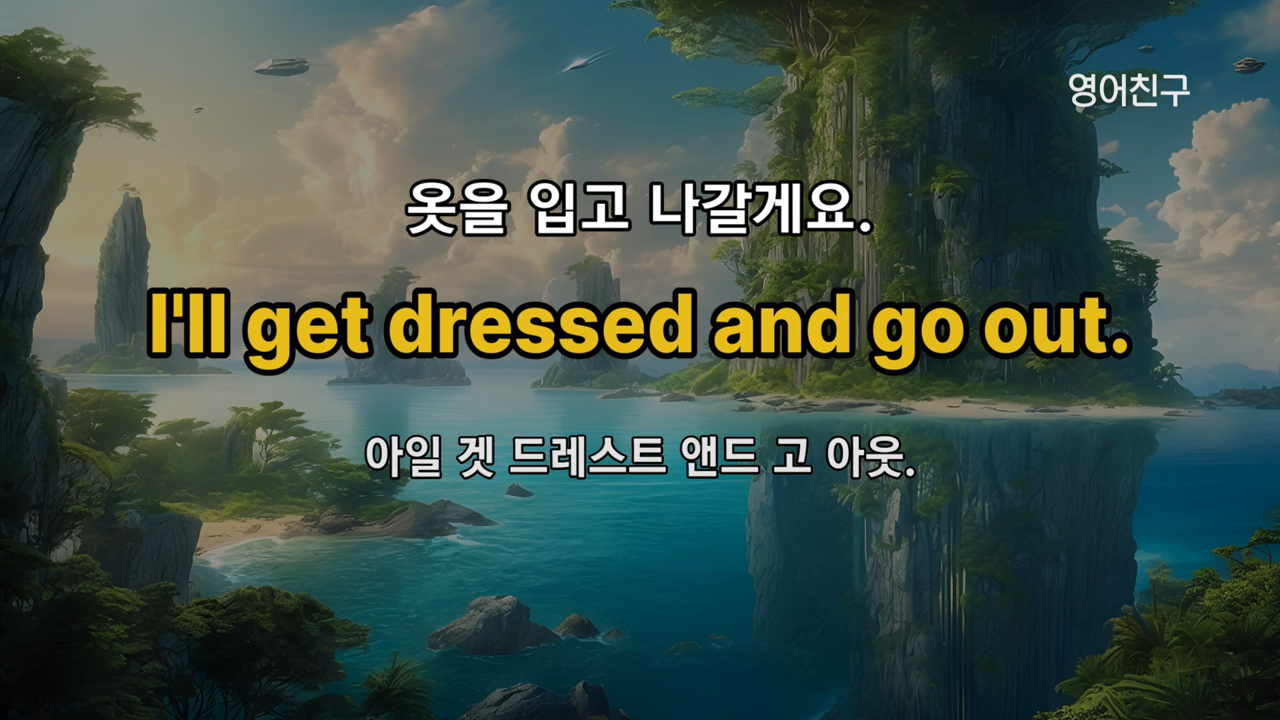 영어친구
옷을 입고 나갈게요.
I'll get dressed and go out.
아일 겟 드레스트 앤드 고 아웃.